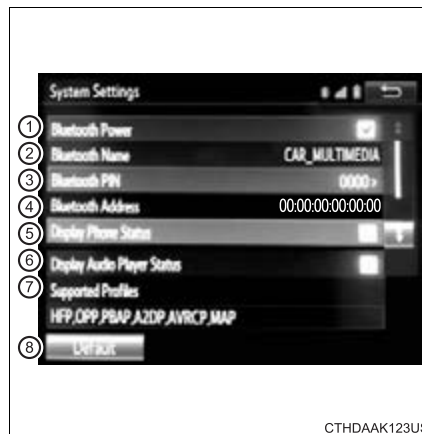 System Settings
1 Bluetooth Power
2 Bluetooth Name CAR_MULTIMEDIA
3 Bluetooth PIN 0000 >
4 Bluetooth Address 00:00:00:00:00:00
5 Display Phone Status
6 Display Audio Player Status
7 Supported Profiles
HFP,OPP,PBAP,A2DP,AVRCP,MAP
8 Default
CTHDAAK123US